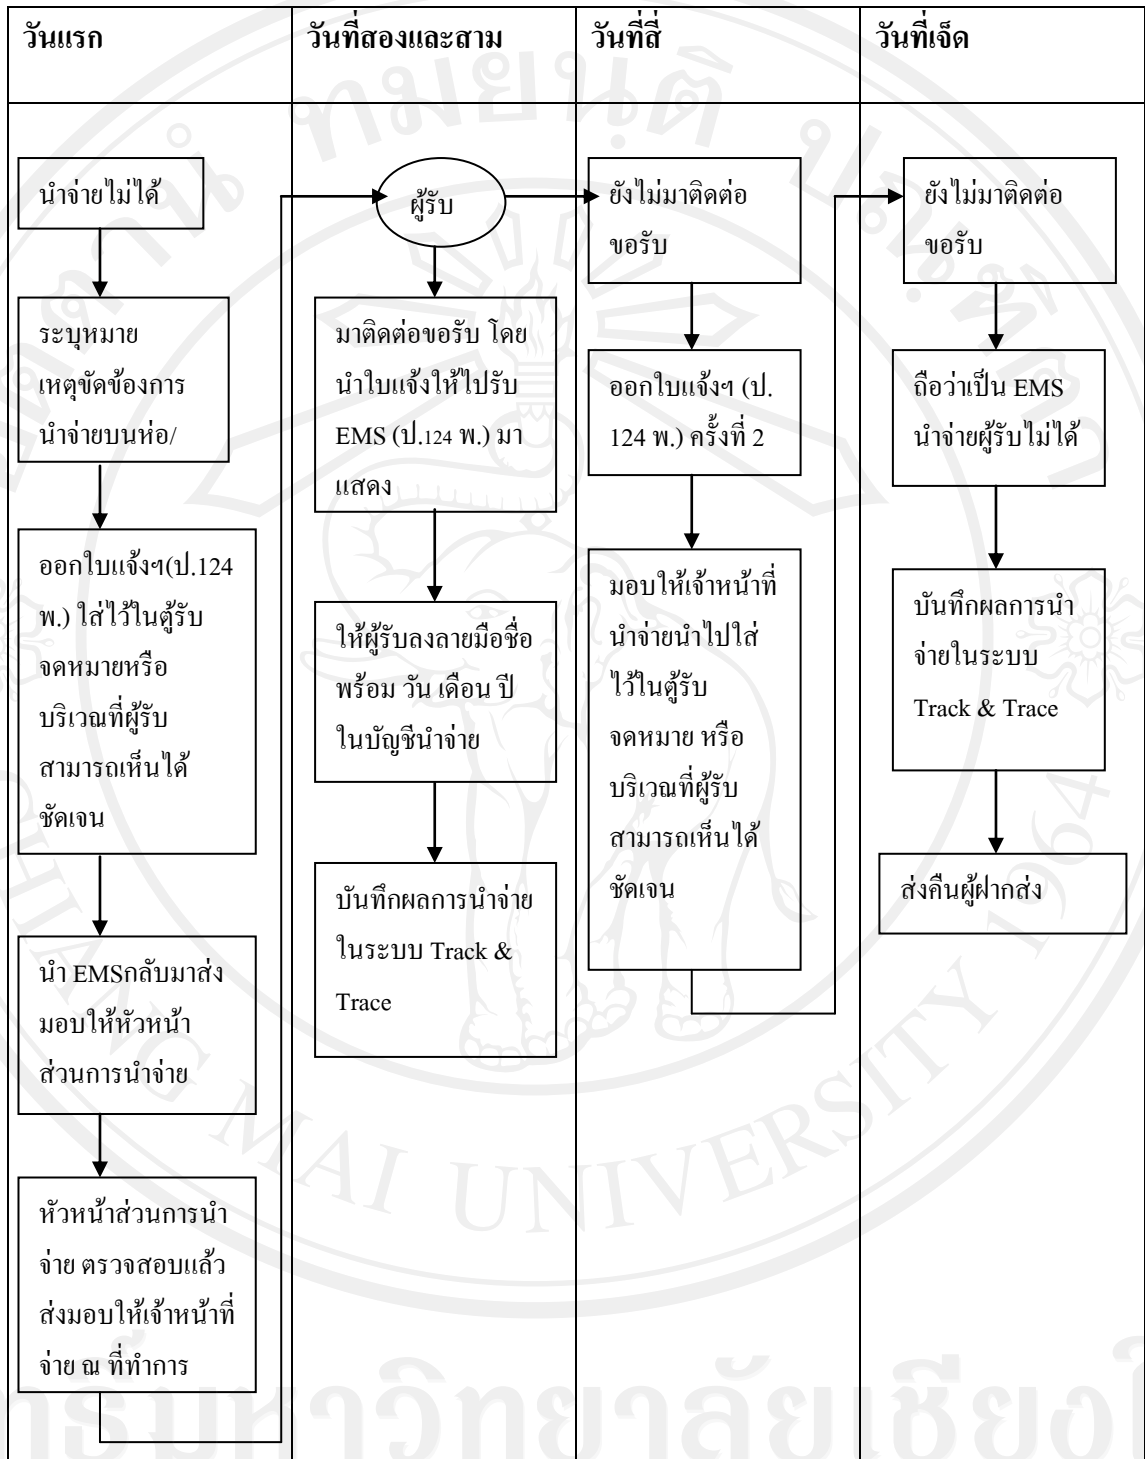 วันแรก
วันที่สองและสาม
วันที่สี่
วันที่เจ็ด
นำจ่ายไม่ได้
ระบุหมาย
เหตุขัดข้องการ
นำจ่ายบนห่อ/
ออกใบแจ้งฯ(ป.124
พ.) ใส่ไว้ในตู้รับ
จดหมายหรือ
บริเวณที่ผู้รับ
สามารถเห็นได้
ชัดเจน
นำ EMSกลับมาส่ง
มอบให้หัวหน้า
ส่วนการนำจ่าย
หัวหน้าส่วนการนำ
จ่าย ตรวจสอบแล้ว
ส่งมอบให้เจ้าหน้าที่
จ่าย ณ ที่ทำการ
ผู้รับ
มาติดต่อขอรับ โดย
นำใบแจ้งให้ไปรับ
EMS (ป.124 พ.) มา
แสดง
ให้ผู้รับลงลายมือชื่อ
พร้อม วัน เดือน ปี
ในบัญชีนำจ่าย
บันทึกผลการนำจ่าย
ในระบบ Track &
Trace
ยังไม่มาติดต่อ
ขอรับ
ออกใบแจ้งฯ (ป.
124 พ.) ครั้งที่ 2
มอบให้เจ้าหน้าที่
นำจ่ายนำไปใส่
ไว้ในตู้รับ
จดหมาย หรือ
บริเวณที่ผู้รับ
สามารถเห็นได้
ชัดเจน
ยังไม่มาติดต่อ
ขอรับ
ถือว่าเป็น EMS
นำจ่ายผู้รับไม่ได้
บันทึกผลการนำ
จ่ายในระบบ
Track & Trace
ส่งคืนผู้ฝากส่ง
CHIANG MAI UNIVERSITY 1964